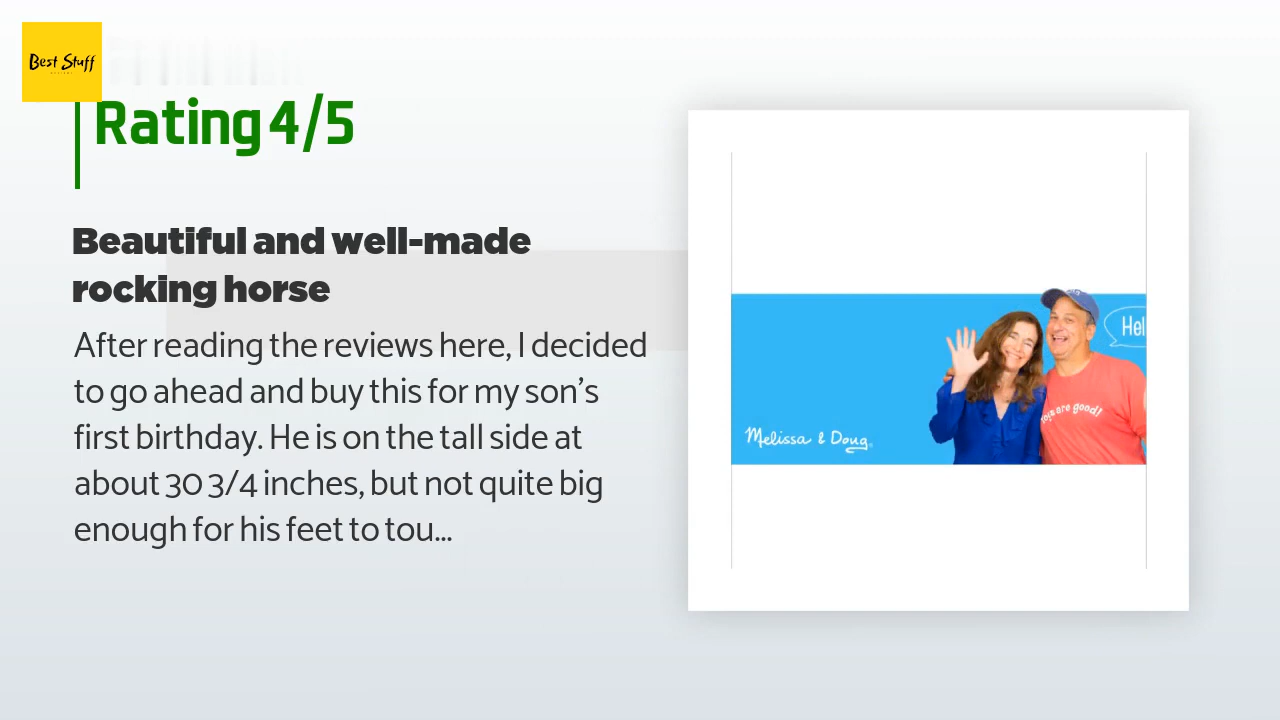 Best Stuff
Rating 4/5
Beautiful and well-made
rocking horse
After reading the reviews here, I decided
to go ahead and buy this for my son's
first birthday. He is on the tall side at
about 30 3/4 inches, but not quite big
enough for his feet to tou...
Hel
are good!
Melissa & Doug